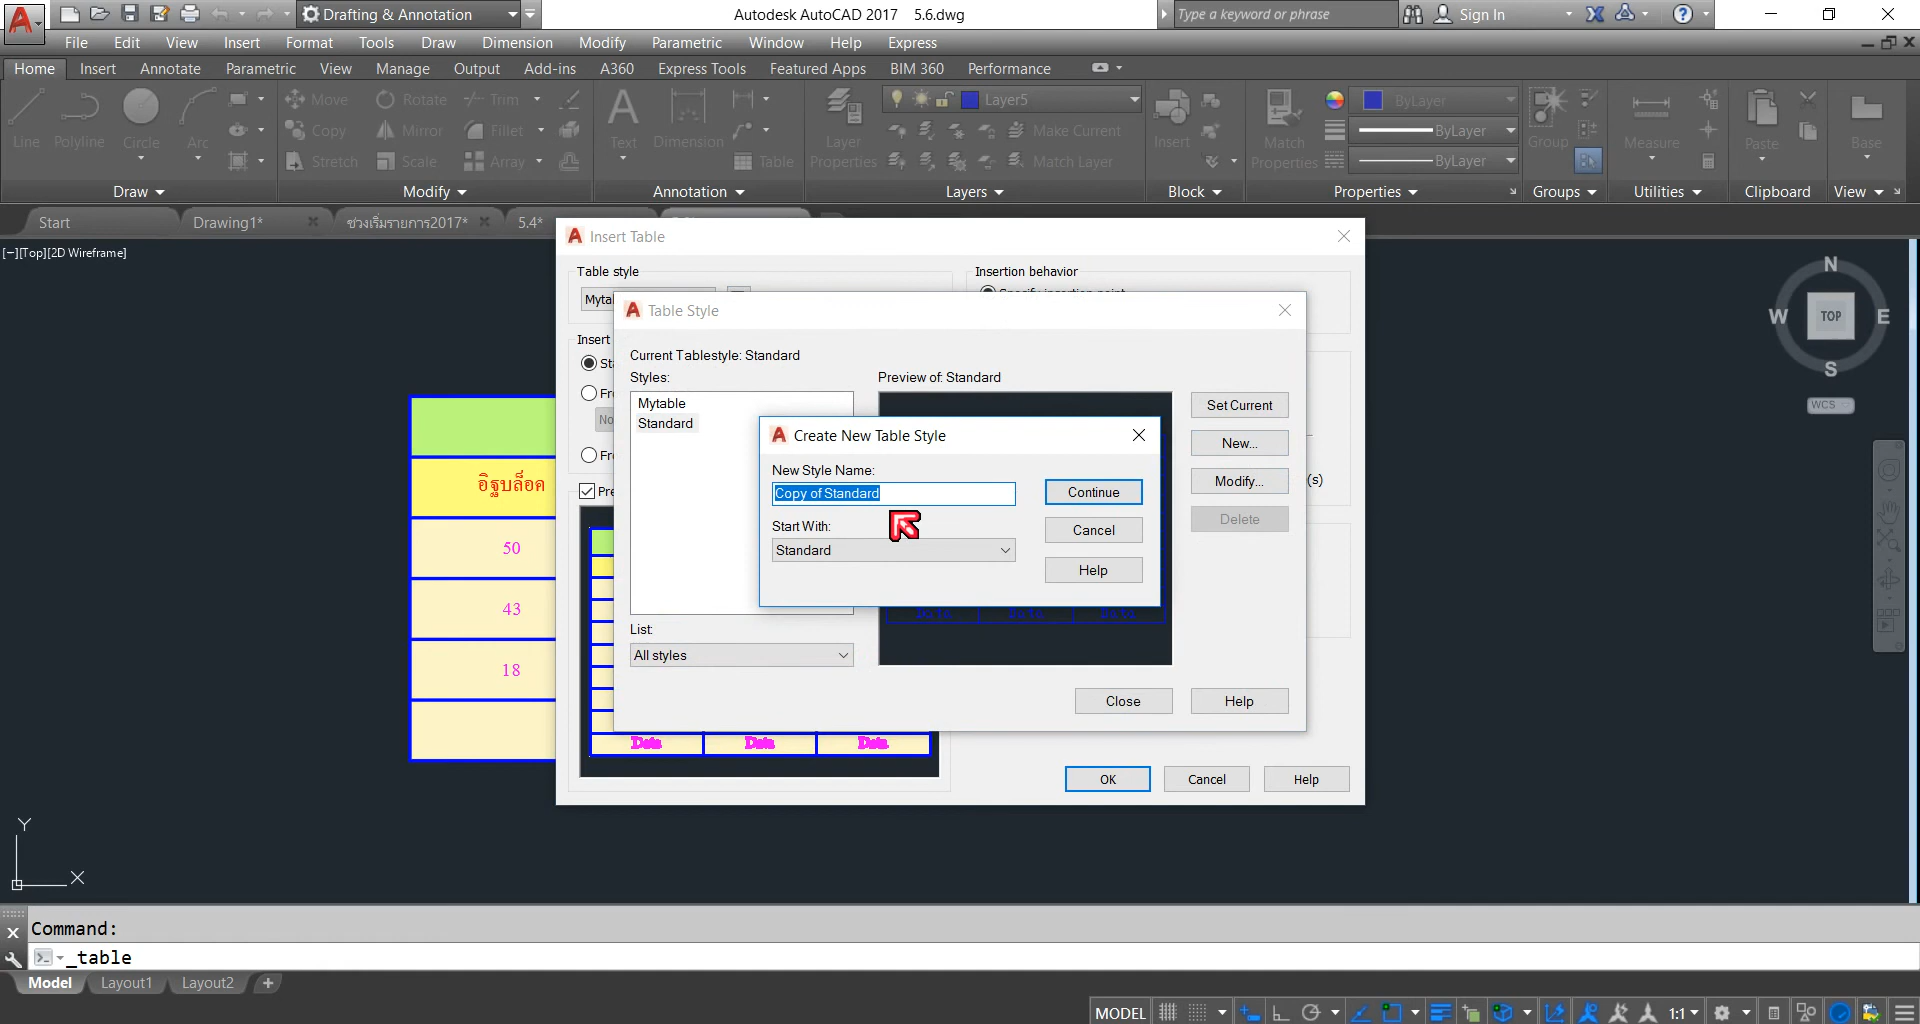 Drafting & Annotation
Autodesk AutoCAD 2017 5.6.dwg
Type a keyword or phrase
Sign In
File Edit View Insert Format Tools Draw Dimension Modify Parametric Window Help Express
Home Insert Annotate Parametric View Manage Output Add-ins A360 Express Tools Featured Apps BIM 360 Performance
Line
Polyline
Circle
Arc
Move
Rotate
Trim
Copy
Mirror
Fillet
Stretch
Scale
Array
Text
Dimension
Table
Layer
Properties
Layer5
Make Current
Match Layer
Insert
Match
Properties
ByLayer
ByLayer
ByLayer
Group
Measure
Paste
Base
Draw Modify Annotation Layers Block Properties Groups Utilities Clipboard View
Start Drawing1* ช่วงเริ่มรายการ2017* 5.4*
[−][Top][2D Wireframe]
N
W TOP E
S
WCS
อิฐบล็อค
50
43
18
Insert Table
Table style
Insertion behavior
Insert
Table Style
Current Tablestyle: Standard
Styles:
Mytable
Standard
Preview of: Standard
Set Current
New...
Modify...
Delete
(s)
Create New Table Style
New Style Name:
Copy of Standard
Continue
Start With:
Cancel
Standard
Help
Data Data Data
List:
All styles
Close
Help
Data Data Data
OK
Cancel
Help
Y
X
Command:
_table
Model Layout1 Layout2 +
MODEL
1:1